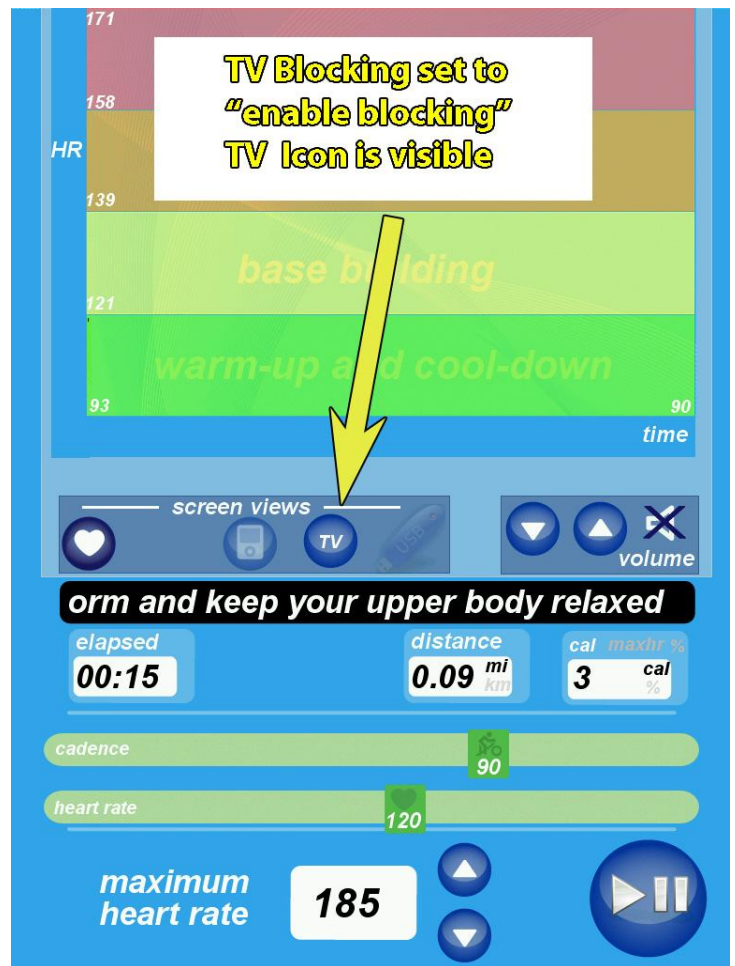 171
TV Blocking set to
“enable blocking”
TV Icon is visible
158
HR
139
base building
121
warm-up and cool-down
93 90
time
screen views
TV USB
volume
orm and keep your upper body relaxed
elapsed distance cal maxhr %
00:15 0.09 mi km 3 cal %
cadence
90
heart rate
120
maximum
heart rate
185